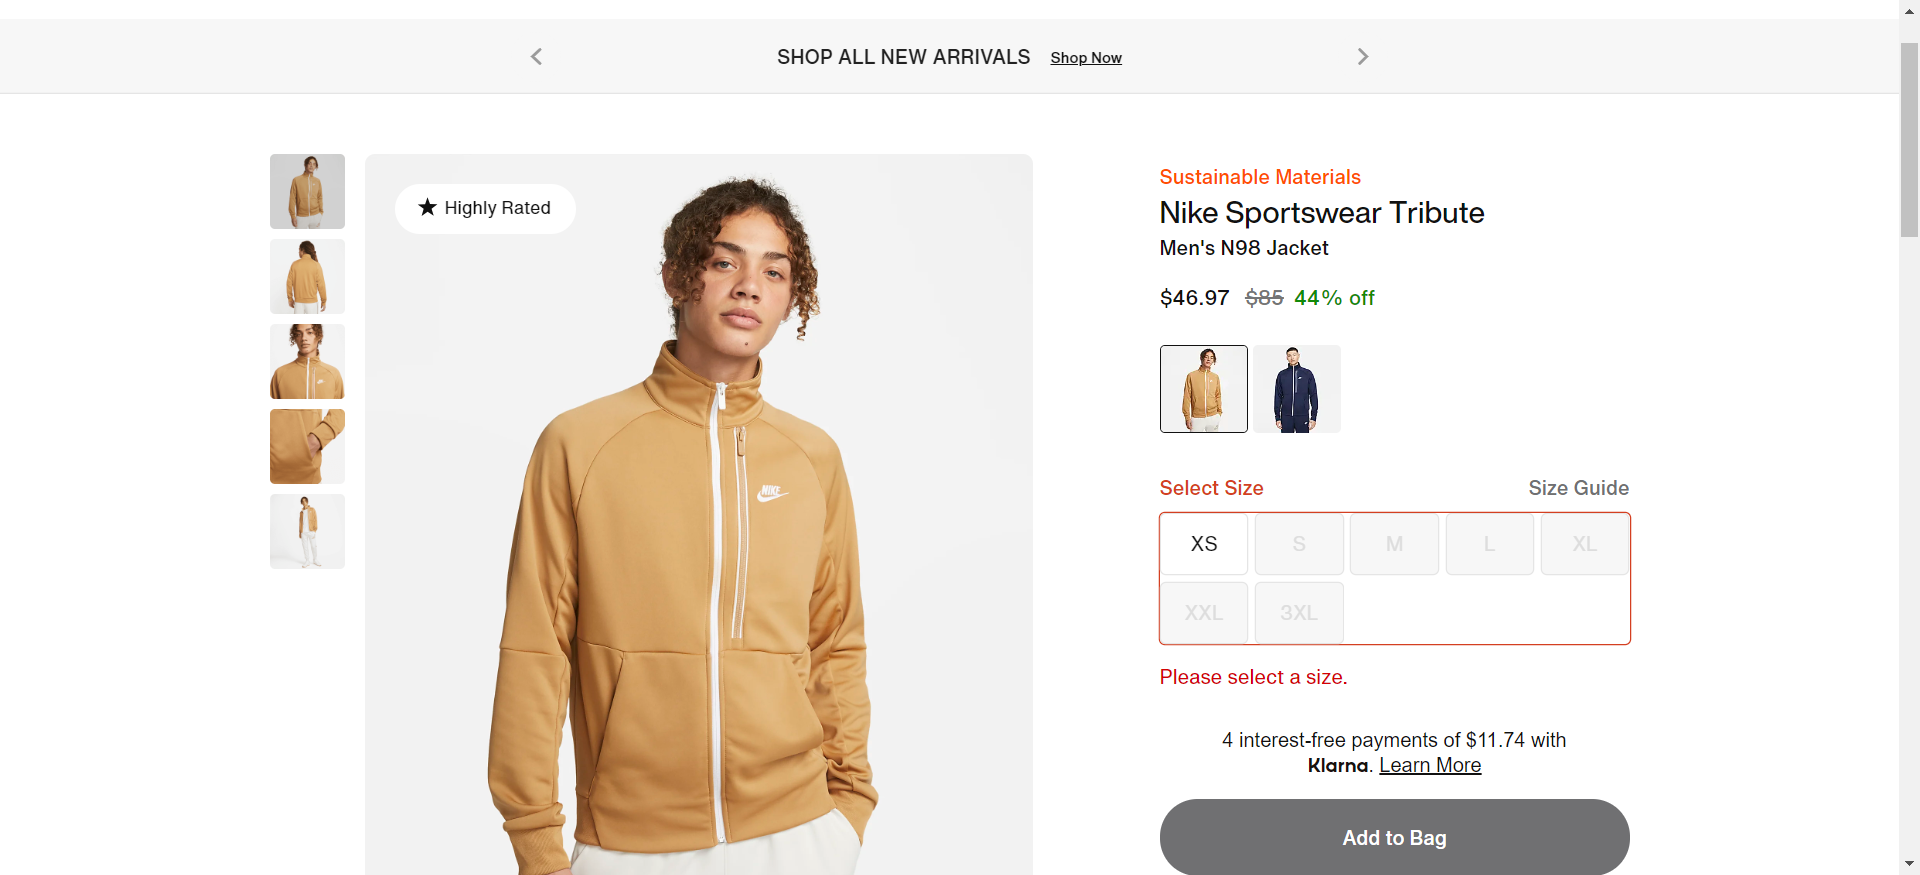 SHOP ALL NEW ARRIVALS Shop Now
★ Highly Rated
NIKE
Sustainable Materials
Nike Sportswear Tribute
Men's N98 Jacket
$46.97 $85 44% off
Select Size Size Guide
XS S M L XL
XXL 3XL
Please select a size.
4 interest-free payments of $11.74 with
Klarna. Learn More
Add to Bag